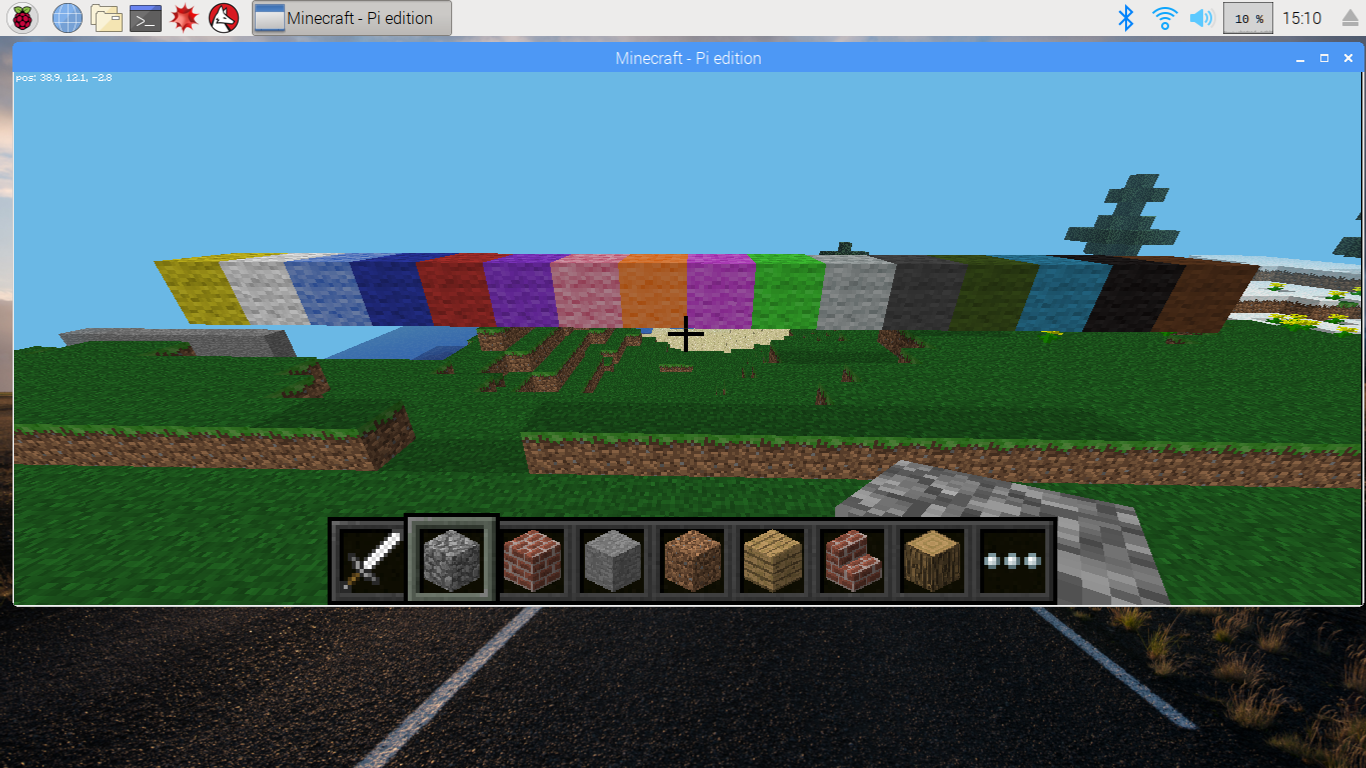 Minecraft - Pi edition
10 %
15:10
Minecraft - Pi edition
pos: 38.9, 12.1, -2.8